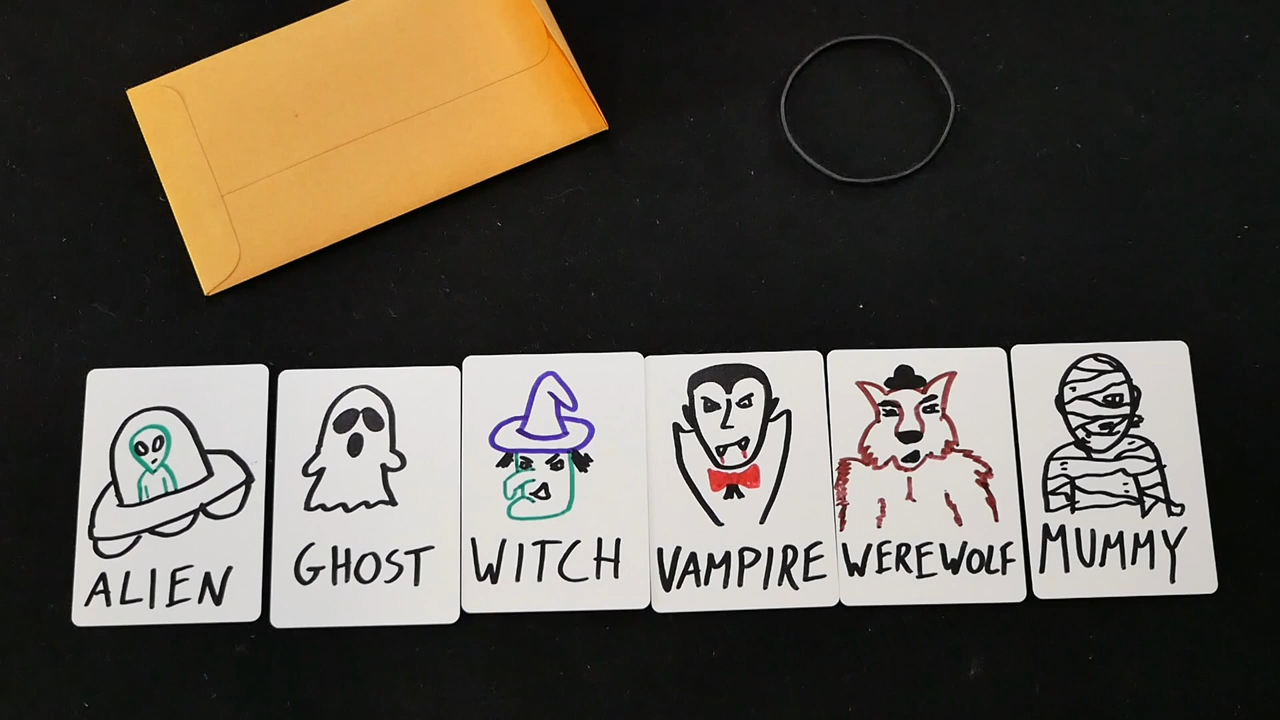 ALIEN
GHOST
WITCH
VAMPIRE
WEREWOLF
MUMMY